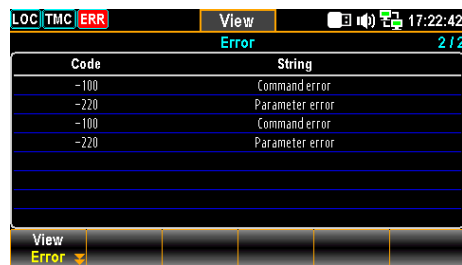 LOC TMC ERR View 17:22:42
Error 2/2
Code String
-100 Command error
-220 Parameter error
-100 Command error
-220 Parameter error
View
Error